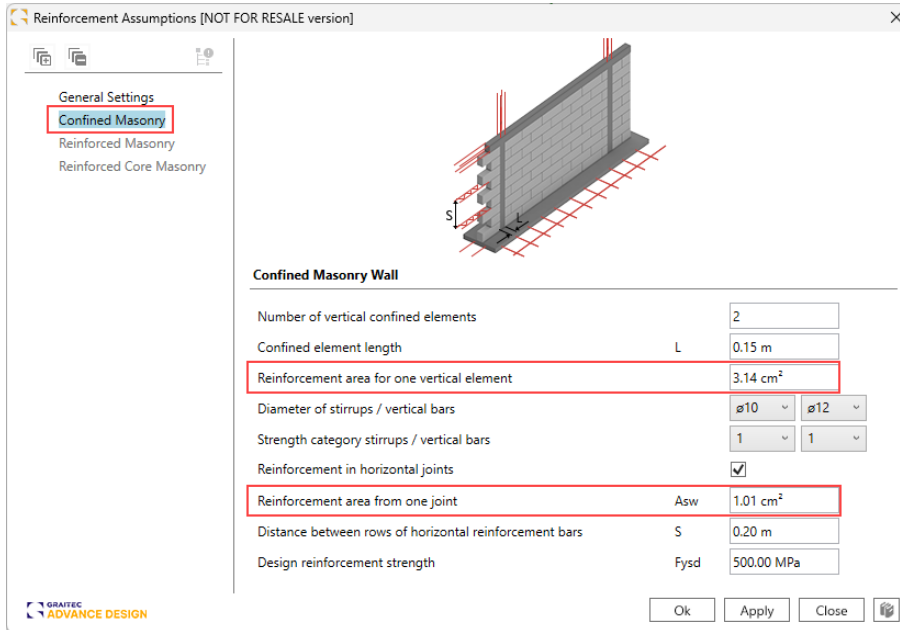 Reinforcement Assumptions [NOT FOR RESALE version]
General Settings
Confined Masonry
Reinforced Masonry
Reinforced Core Masonry
S
L
Confined Masonry Wall
Number of vertical confined elements 2
Confined element length L 0.15 m
Reinforcement area for one vertical element 3.14 cm²
Diameter of stirrups / vertical bars ø10 ø12
Strength category stirrups / vertical bars 1 1
Reinforcement in horizontal joints
Reinforcement area from one joint Asw 1.01 cm²
Distance between rows of horizontal reinforcement bars S 0.20 m
Design reinforcement strength Fysd 500.00 MPa
GRAITEC
ADVANCE DESIGN
Ok Apply Close